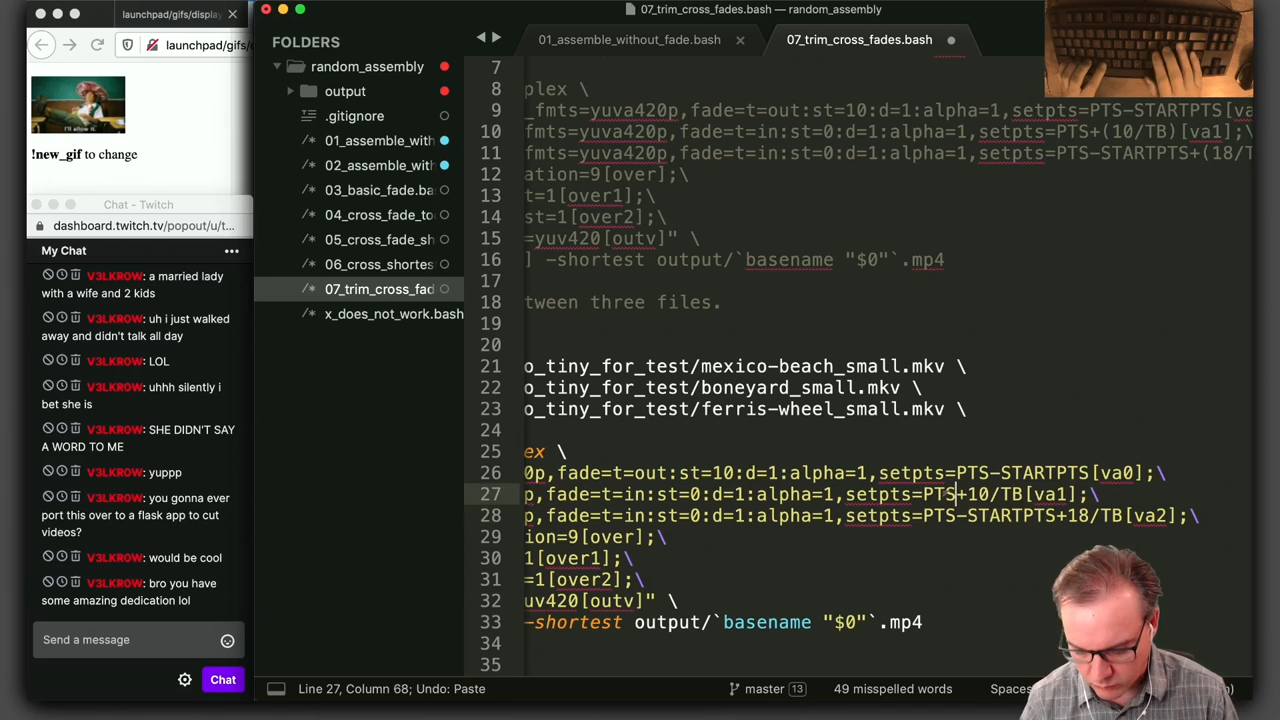 launchpad/gifs/display
launchpad/gifs/d
I'll allow it.
!new_gif to change
Chat - Twitch
dashboard.twitch.tv/popout/u/t...
My Chat
V3LKR0W: a married lady
with a wife and 2 kids
V3LKR0W: uh i just walked
away and didn't talk all day
V3LKR0W: LOL
V3LKR0W: uhhh silently i
bet she is
V3LKR0W: SHE DIDN'T SAY
A WORD TO ME
V3LKR0W: yuppp
V3LKR0W: you gonna ever
port this over to a flask app to cut
videos?
V3LKR0W: would be cool
V3LKR0W: bro you have
some amazing dedication lol
Send a message
Chat
07_trim_cross_fades.bash — random_assembly
FOLDERS
random_assembly
output
.gitignore
/* 01_assemble_with
/* 02_assemble_with
/* 03_basic_fade.ba
/* 04_cross_fade_to
/* 05_cross_fade_sh
/* 06_cross_shortes
/* 07_trim_cross_fad
/* x_does_not_work.bash
01_assemble_without_fade.bash
07_trim_cross_fades.bash
7
8 plex \
9 _fmts=yuva420p,fade=t=out:st=10:d=1:alpha=1,setpts=PTS-STARTPTS[va
10 fmts=yuva420p,fade=t=in:st=0:d=1:alpha=1,setpts=PTS+(10/TB)[va1];\
11 fmts=yuva420p,fade=t=in:st=0:d=1:alpha=1,setpts=PTS-STARTPTS+(18/T
12 ation=9[over];\
13 t=1[over1];\
14 st=1[over2];\
15 =yuv420[outv]" \
16 ] -shortest output/`basename "$0"`.mp4
17
18 tween three files.
19
20
21 o_tiny_for_test/mexico-beach_small.mkv \
22 o_tiny_for_test/boneyard_small.mkv \
23 o_tiny_for_test/ferris-wheel_small.mkv \
24
25 ex \
26 0p,fade=t=out:st=10:d=1:alpha=1,setpts=PTS-STARTPTS[va0];\
27 p,fade=t=in:st=0:d=1:alpha=1,setpts=PTS+10/TB[va1];\
28 p,fade=t=in:st=0:d=1:alpha=1,setpts=PTS-STARTPTS+18/TB[va2];\
29 ion=9[over];\
30 1[over1];\
31 =1[over2];\
32 uv420[outv]" \
33 -shortest output/`basename "$0"`.mp4
34
35
Line 27, Column 68; Undo: Paste
master 13
49 misspelled words
Spaces